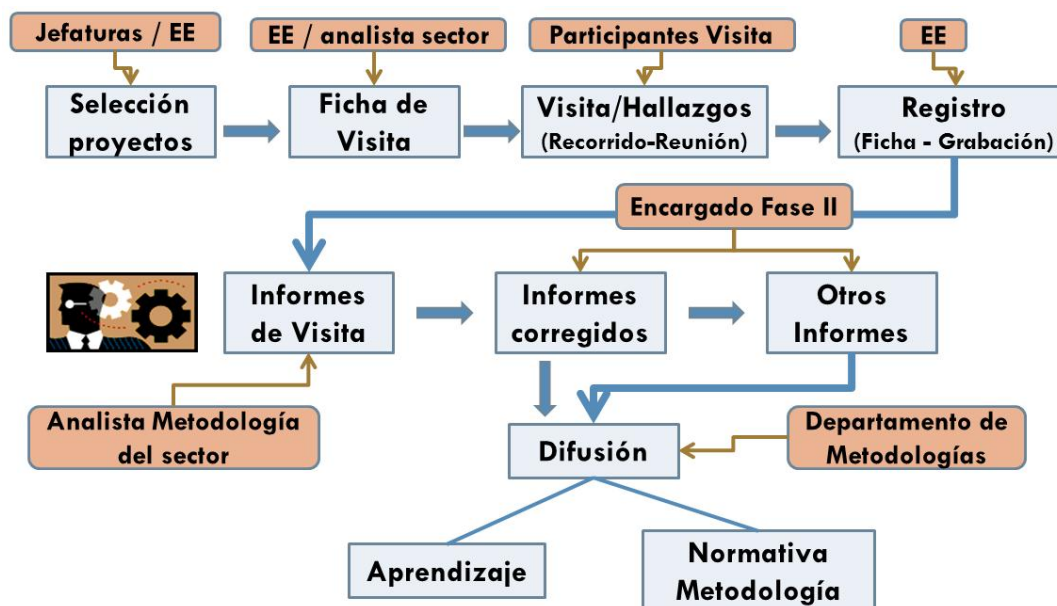 Jefaturas / EE
EE / analista sector
Participantes Visita
EE
Selección
proyectos
Ficha de
Visita
Visita/Hallazgos
(Recorrido-Reunión)
Registro
(Ficha - Grabación)
Encargado Fase II
Informes
de Visita
Informes
corregidos
Otros
Informes
Analista Metodología
del sector
Difusión
Departamento de
Metodologías
Aprendizaje
Normativa
Metodología